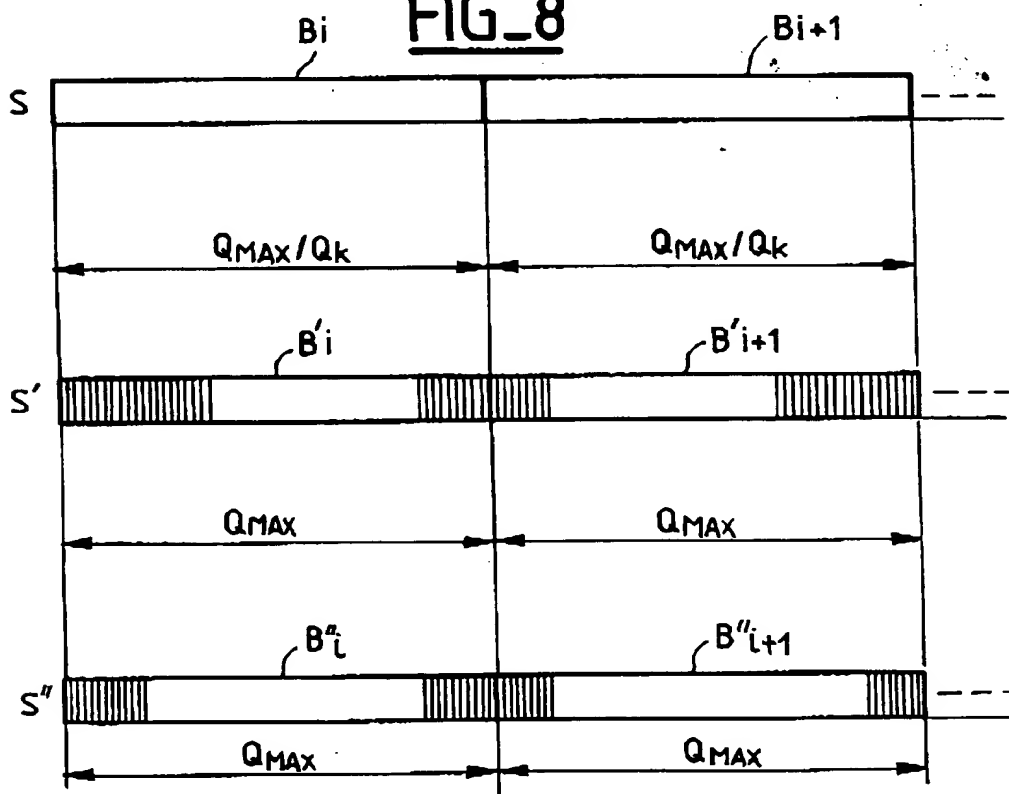 FIG_8
Bi
Bi+1
S
QMAX/Qk
QMAX/Qk
B'i
B'i+1
S'
QMAX
QMAX
B"i
B"i+1
S"
QMAX
QMAX